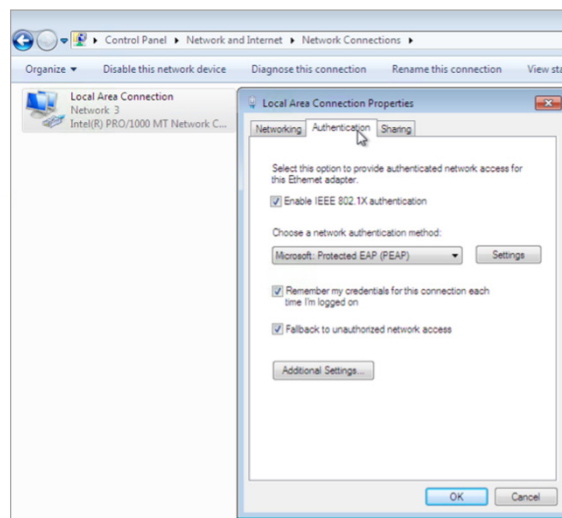 Control Panel Network and Internet Network Connections
Organize Disable this network device Diagnose this connection Rename this connection View sta
Local Area Connection
Network 3
Intel(R) PRO/1000 MT Network C...
Local Area Connection Properties
Networking Authentication Sharing
Select this option to provide authenticated network access for
this Ethernet adapter.
Enable IEEE 802.1X authentication
Choose a network authentication method:
Microsoft: Protected EAP (PEAP) Settings
Remember my credentials for this connection each
time I'm logged on
Fallback to unauthorized network access
Additional Settings...
OK Cancel